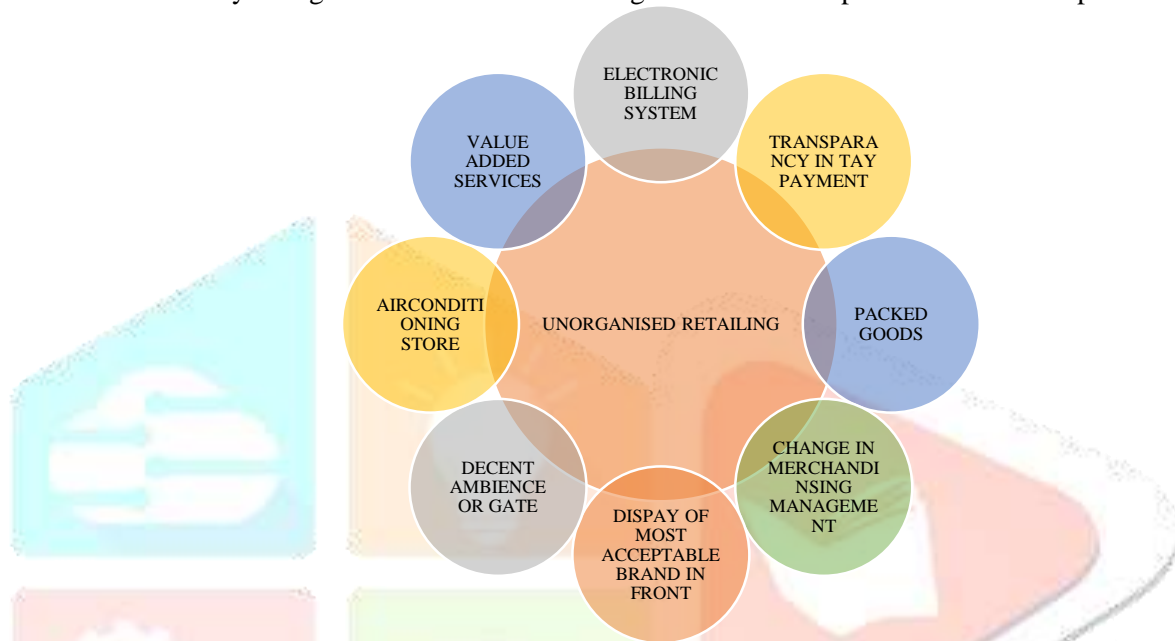 ELECTRONIC
BILLING
SYSTEM
TRANSPARA
NCY IN TAY
PAYMENT
PACKED
GOODS
CHANGE IN
MERCHANDI
NSING
MANAGEME
NT
DISPAY OF
MOST
ACCEPTABLE
BRAND IN
FRONT
DECENT
AMBIENCE
OR GATE
AIRCONDITI
ONING
STORE
VALUE
ADDED
SERVICES
UNORGANISED RETAILING